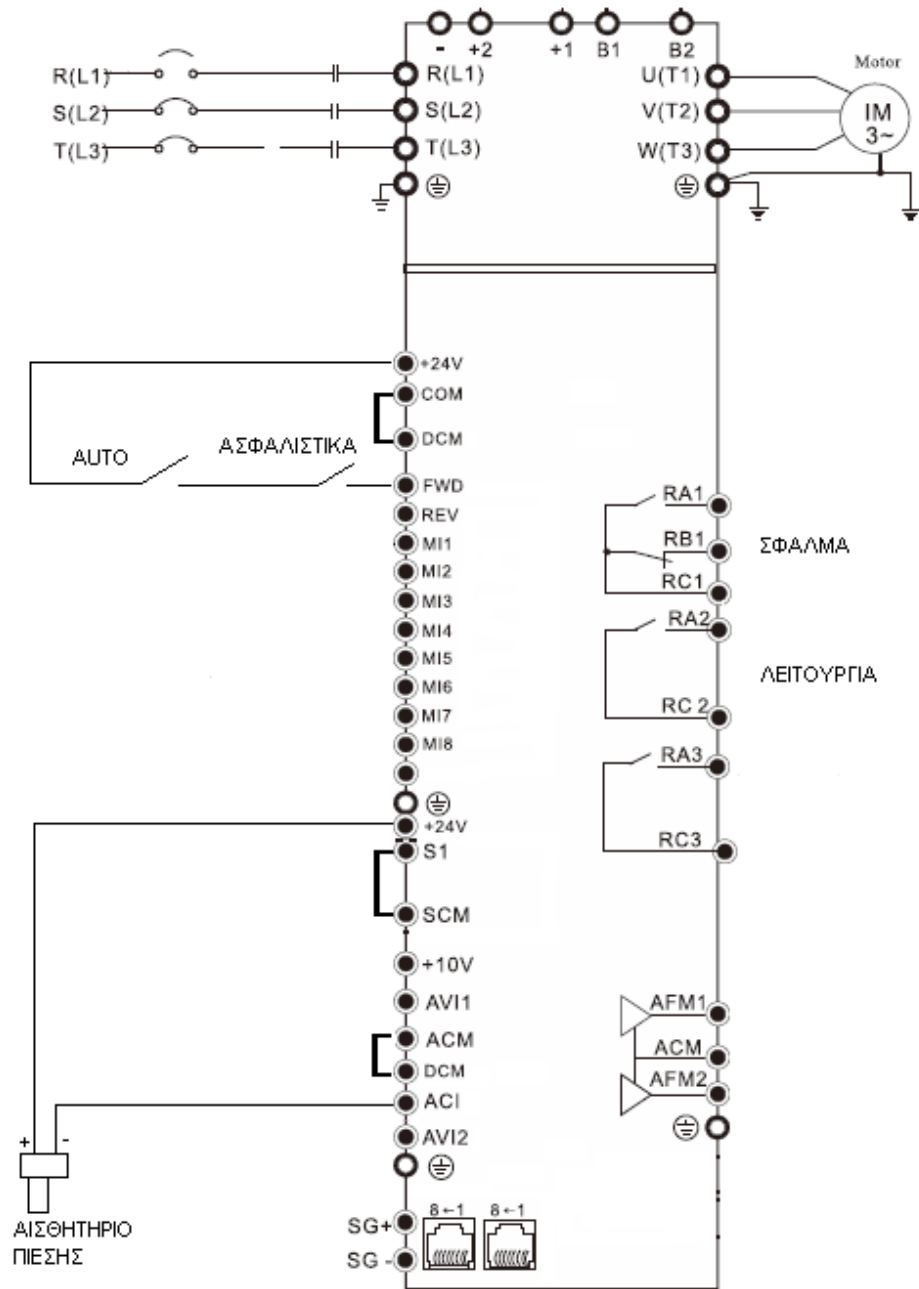 - +2 +1 B1 B2
R(L1) R(L1) U(T1) Motor
S(L2) S(L2) V(T2) IM
3~
T(L3) T(L3) W(T3)
+24V
COM
AUTO ΑΣΦΑΛΙΣΤΙΚΑ DCM
FWD
REV
MI1
MI2
MI3
MI4
MI5
MI6
MI7
MI8
+24V
S1
SCM
+10V
AVI1
ACM
DCM
ACI
AVI2
+ -
ΑΙΣΘΗΤΗΡΙΟ
ΠΙΕΣΗΣ
SG+
SG -
8←1 8←1
RA1
RB1 ΣΦΑΛΜΑ
RC1
RA2
ΛΕΙΤΟΥΡΓΙΑ
RC 2
RA3
RC3
AFM1
ACM
AFM2